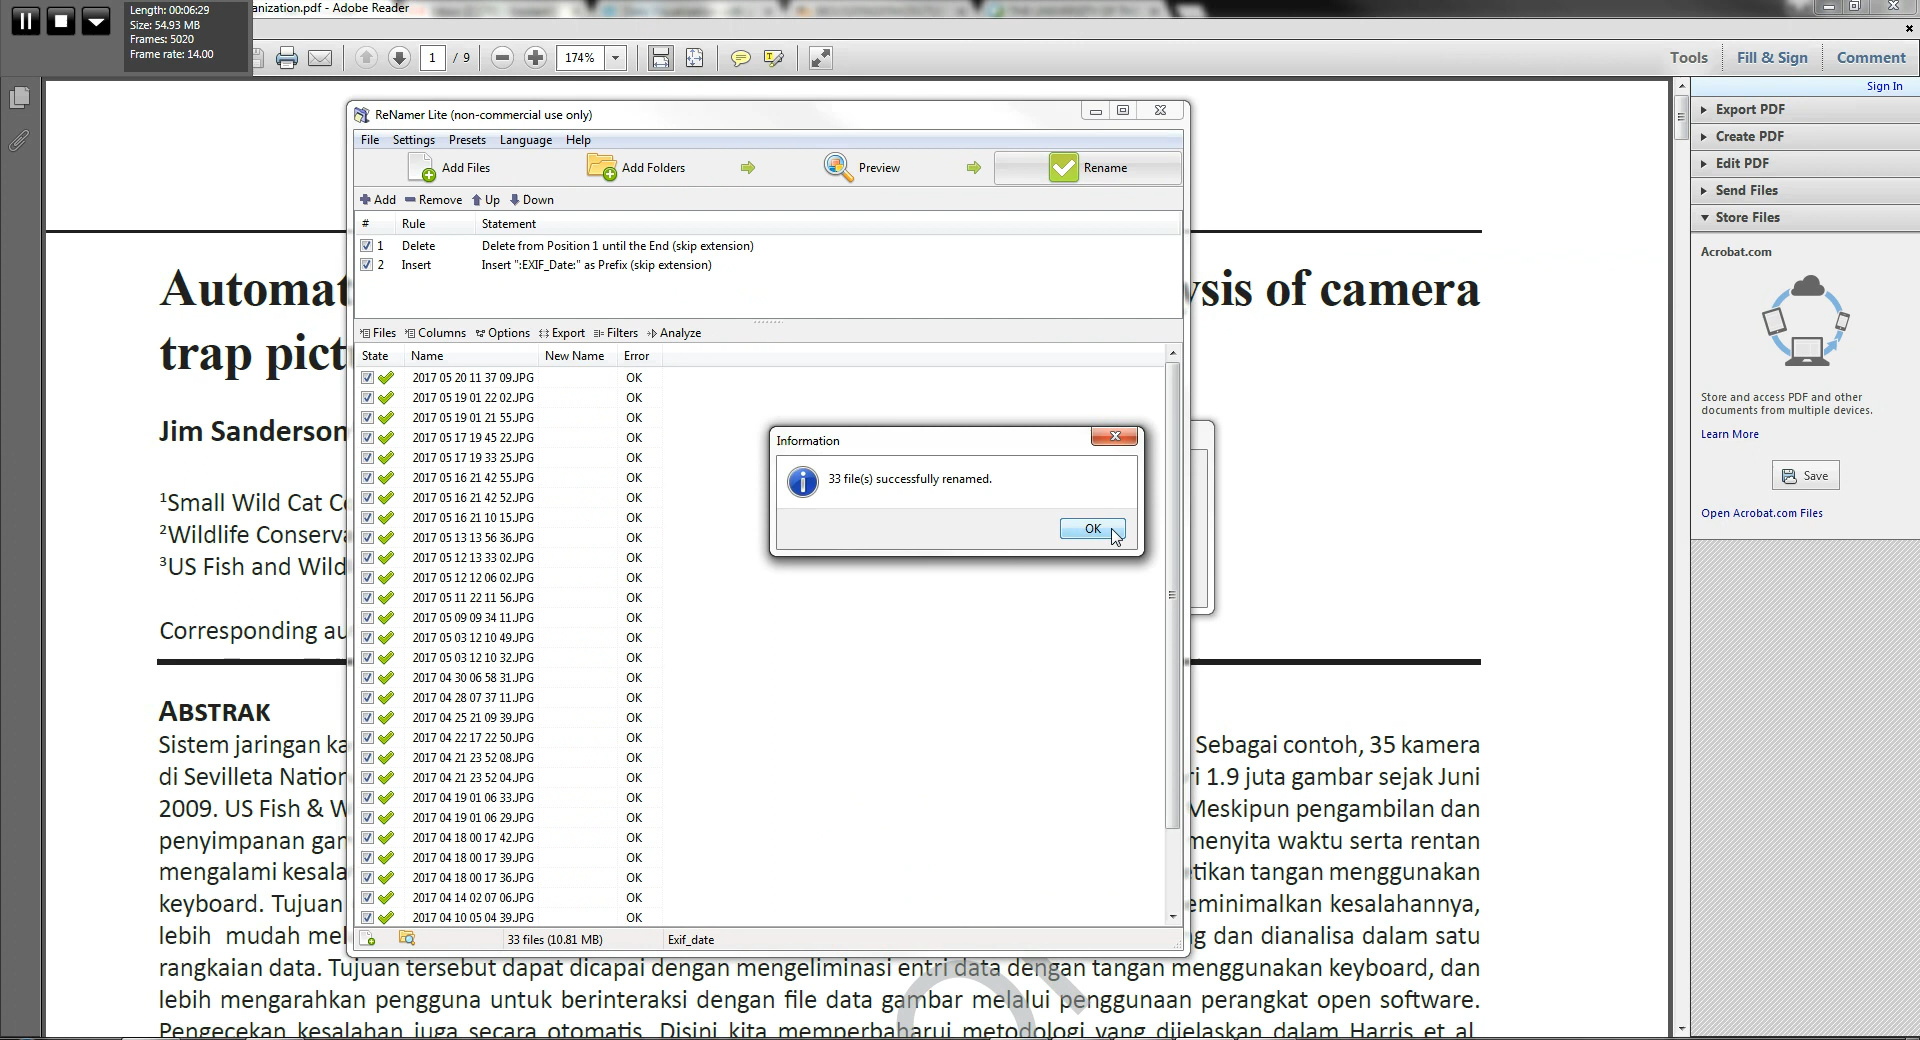 Length: 00:06:29
Size: 54.93 MB
Frames: 5020
Frame rate: 14.00
anization.pdf - Adobe Reader
1 / 9
174%
Tools
Fill & Sign
Comment
Sign In
Export PDF
Create PDF
Edit PDF
Send Files
Store Files
Acrobat.com
Store and access PDF and other
documents from multiple devices.
Learn More
Save
Open Acrobat.com Files
ReNamer Lite (non-commercial use only)
File Settings Presets Language Help
Add Files Add Folders Preview Rename
Add Remove Up Down
# Rule Statement
1 Delete Delete from Position 1 until the End (skip extension)
2 Insert Insert ":EXIF_Date:" as Prefix (skip extension)
Files Columns Options Export Filters Analyze
State Name New Name Error
2017 05 20 11 37 09.JPG OK
2017 05 19 01 22 02.JPG OK
2017 05 19 01 21 55.JPG OK
2017 05 17 19 45 22.JPG OK
2017 05 17 19 33 25.JPG OK
2017 05 16 21 42 55.JPG OK
2017 05 16 21 42 52.JPG OK
2017 05 16 21 10 15.JPG OK
2017 05 13 13 56 36.JPG OK
2017 05 12 13 33 02.JPG OK
2017 05 12 12 06 02.JPG OK
2017 05 11 22 11 56.JPG OK
2017 05 09 09 34 11.JPG OK
2017 05 03 12 10 49.JPG OK
2017 05 03 12 10 32.JPG OK
2017 04 30 06 58 31.JPG OK
2017 04 28 07 37 11.JPG OK
2017 04 25 21 09 39.JPG OK
2017 04 22 17 22 50.JPG OK
2017 04 21 23 52 08.JPG OK
2017 04 21 23 52 04.JPG OK
2017 04 19 01 06 33.JPG OK
2017 04 19 01 06 29.JPG OK
2017 04 18 00 17 42.JPG OK
2017 04 18 00 17 39.JPG OK
2017 04 18 00 17 36.JPG OK
2017 04 14 02 07 06.JPG OK
2017 04 10 05 04 39.JPG OK
33 files (10.81 MB) Exif_date
Information
33 file(s) successfully renamed.
OK
Automat ysis of camera
trap pict
Jim Sanderson
¹Small Wild Cat C
²Wildlife Conserva
³US Fish and Wild
Corresponding au
ABSTRAK
Sistem jaringan ka Sebagai contoh, 35 kamera
di Sevilleta Nation ri 1.9 juta gambar sejak Juni
2009. US Fish & W Meskipun pengambilan dan
penyimpanan gan menyita waktu serta rentan
mengalami kesala tikan tangan menggunakan
keyboard. Tujuan eminimalkan kesalahannya,
lebih mudah mel g dan dianalisa dalam satu
rangkaian data. Tujuan tersebut dapat dicapai dengan mengeliminasi entri data dengan tangan menggunakan keyboard, dan
lebih mengarahkan pengguna untuk berinteraksi dengan file data gambar melalui penggunaan perangkat open software.
Pengecekan kesalahan juga secara otomatis. Disini kita memperbaharui metodologi yang dijelaskan dalam Harris et al.